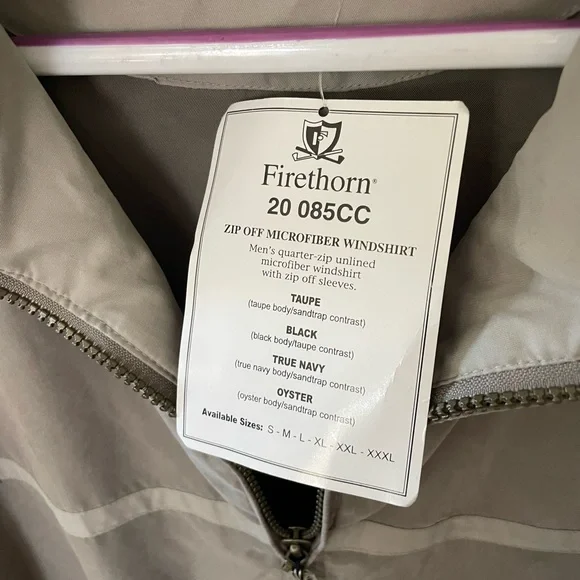 F
Firethorn®
20 085CC
ZIP OFF MICROFIBER WINDSHIRT
Men's quarter-zip unlined
microfiber windshirt
with zip off sleeves.
TAUPE
(taupe body/sandtrap contrast)
BLACK
(black body/taupe contrast)
TRUE NAVY
(true navy body/sandtrap contrast)
OYSTER
(oyster body/sandtrap contrast)
Available Sizes: S - M - L - XL - XXL - XXXL